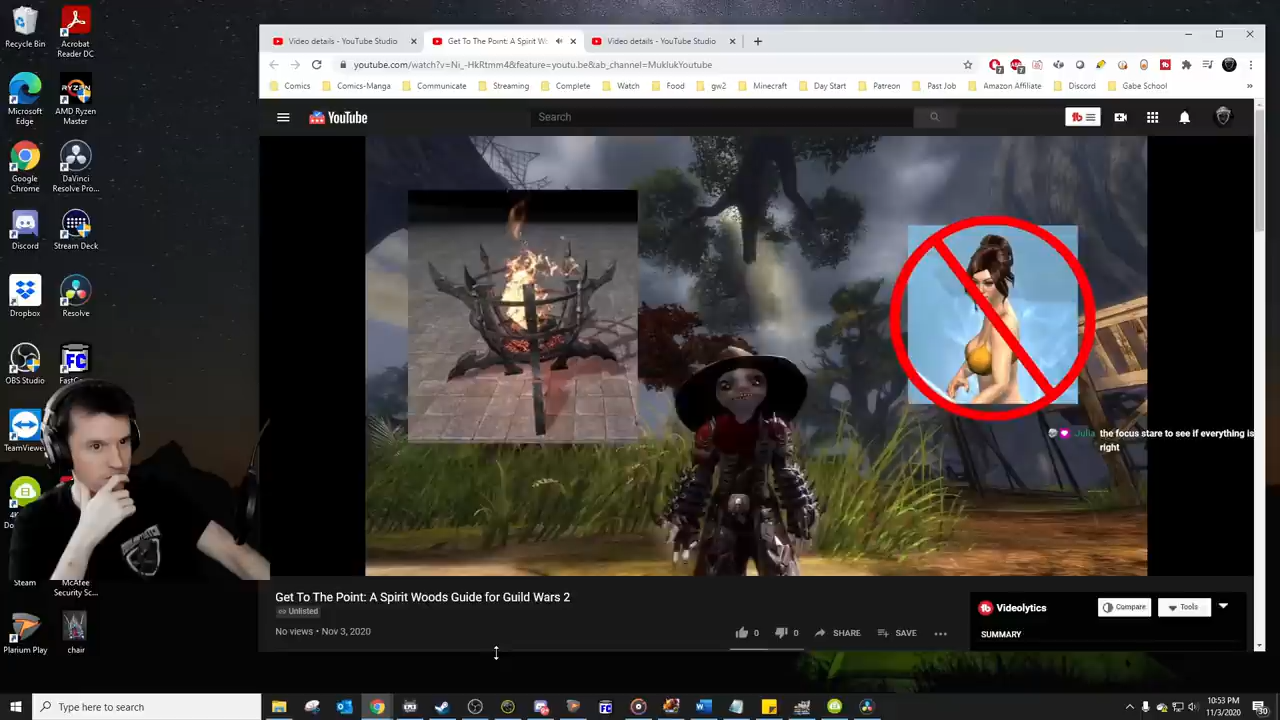 Recycle Bin
Acrobat Reader DC
Microsoft Edge
AMD Ryzen Master
Google Chrome
DaVinci Resolve Pro...
Discord
Stream Deck
Dropbox
Resolve
OBS Studio
TeamViewer
Steam
McAfee Security Sc...
Plarium Play
chair
Video details - YouTube Studio
Get To The Point: A Spirit W
Video details - YouTube Studio
youtube.com/watch?v=Ni_-HkRtmm4&feature=youtu.be&ab_channel=MuklukYoutube
Comics
Comics-Manga
Communicate
Streaming
Complete
Watch
Food
gw2
Minecraft
Day Start
Patreon
Past Job
Amazon Affiliate
Discord
Gabe School
YouTube
Search
Julia the focus stare to see if everything is
right
Get To The Point: A Spirit Woods Guide for Guild Wars 2
Unlisted
No views • Nov 3, 2020
0
0
SHARE
SAVE
Videolytics
Compare
Tools
SUMMARY
Type here to search
10:53 PM
11/3/2020
30